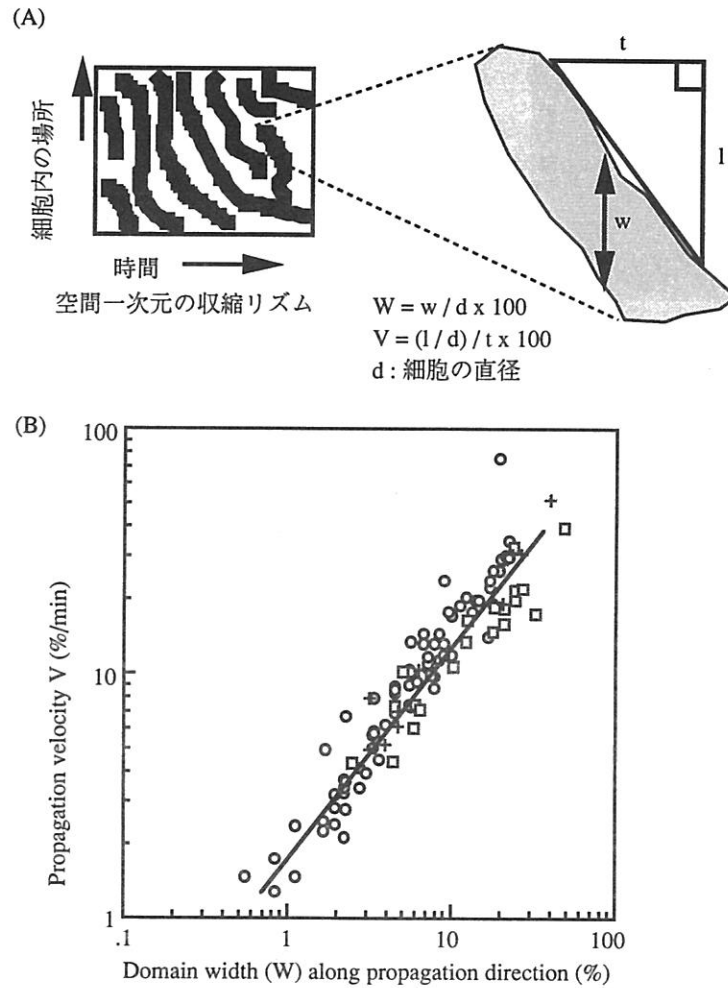 (A)
細胞内の場所
時間
空間一次元の収縮リズム
t
l
w
W = w / d x 100
V = (l / d) / t x 100
d : 細胞の直径
(B)
Propagation velocity V (%/min)
100
10
1
.1
1
10
100
Domain width (W) along propagation direction (%)